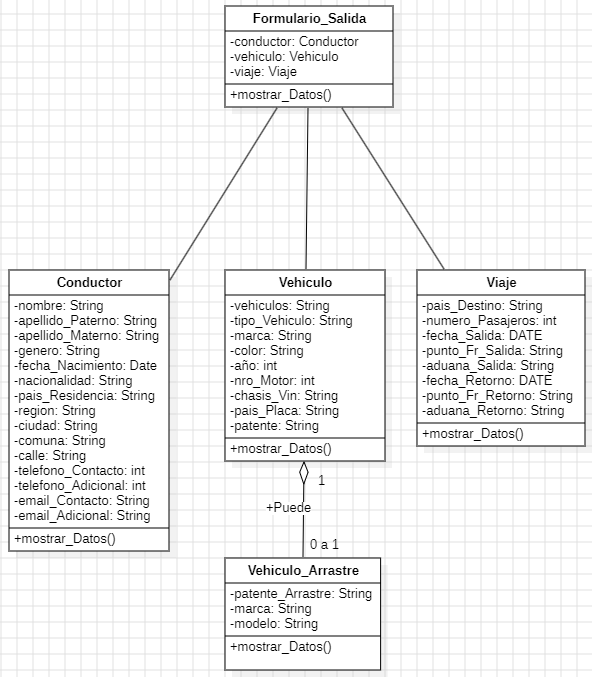 Formulario_Salida
-conductor: Conductor
-vehiculo: Vehiculo
-viaje: Viaje
+mostrar_Datos()
Conductor
-nombre: String
-apellido_Paterno: String
-apellido_Materno: String
-genero: String
-fecha_Nacimiento: Date
-nacionalidad: String
-pais_Residencia: String
-region: String
-ciudad: String
-comuna: String
-calle: String
-telefono_Contacto: int
-telefono_Adicional: int
-email_Contacto: String
-email_Adicional: String
+mostrar_Datos()
Vehiculo
-vehiculos: String
-tipo_Vehiculo: String
-marca: String
-color: String
-año: int
-nro_Motor: int
-chasis_Vin: String
-pais_Placa: String
-patente: String
+mostrar_Datos()
Viaje
-pais_Destino: String
-numero_Pasajeros: int
-fecha_Salida: DATE
-punto_Fr_Salida: String
-aduana_Salida: String
-fecha_Retorno: DATE
-punto_Fr_Retorno: String
-aduana_Retorno: String
+mostrar_Datos()
1
+Puede
0 a 1
Vehiculo_Arrastre
-patente_Arrastre: String
-marca: String
-modelo: String
+mostrar_Datos()